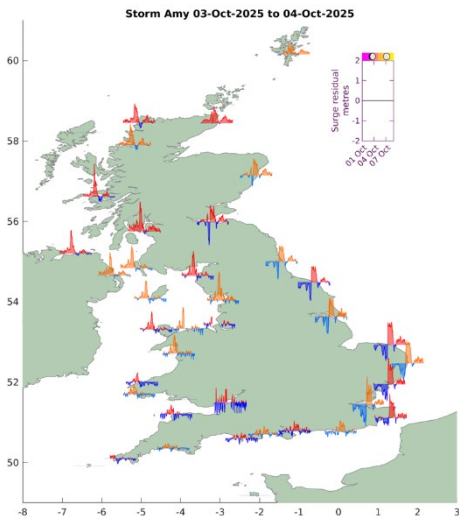 Storm Amy 03-Oct-2025 to 04-Oct-2025
60
58
56
54
52
50
-8 -7 -6 -5 -4 -3 -2 -1 0 1 2 3
Surge residual
metres
2
1
0
-1
-2
01 Oct
04 Oct
07 Oct